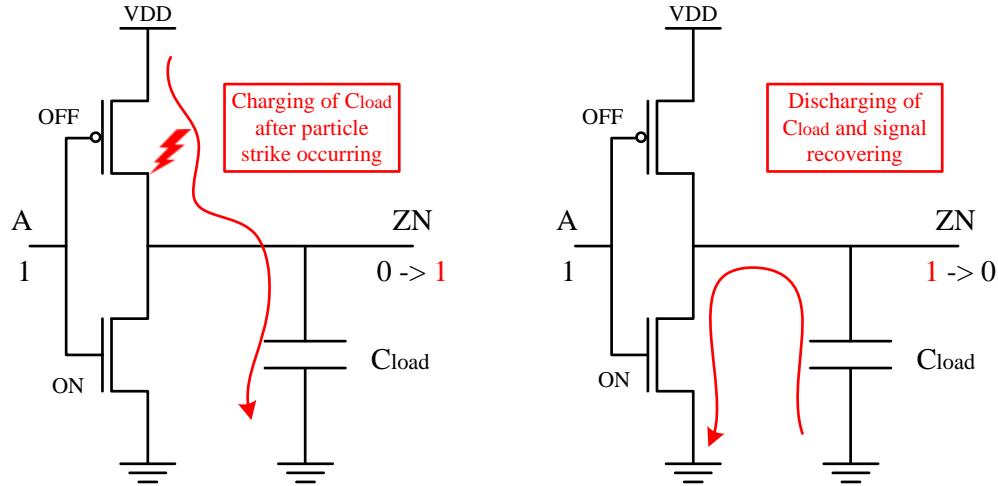 VDD
OFF
Charging of Cload
after particle
strike occurring
A
ZN
1
0 -> 1
Cload
ON
VDD
OFF
Discharging of
Cload and signal
recovering
A
ZN
1
1 -> 0
Cload
ON